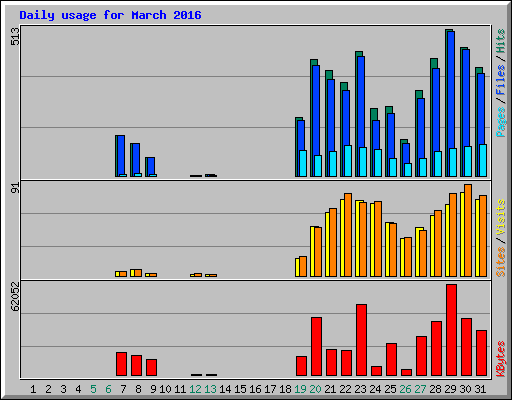 Daily usage for March 2016
513
Pages/Files/Hits
91
Sites/Visits
62052
KBytes
1 2 3 4 5 6 7 8 9 10 11 12 13 14 15 16 17 18 19 20 21 22 23 24 25 26 27 28 29 30 31